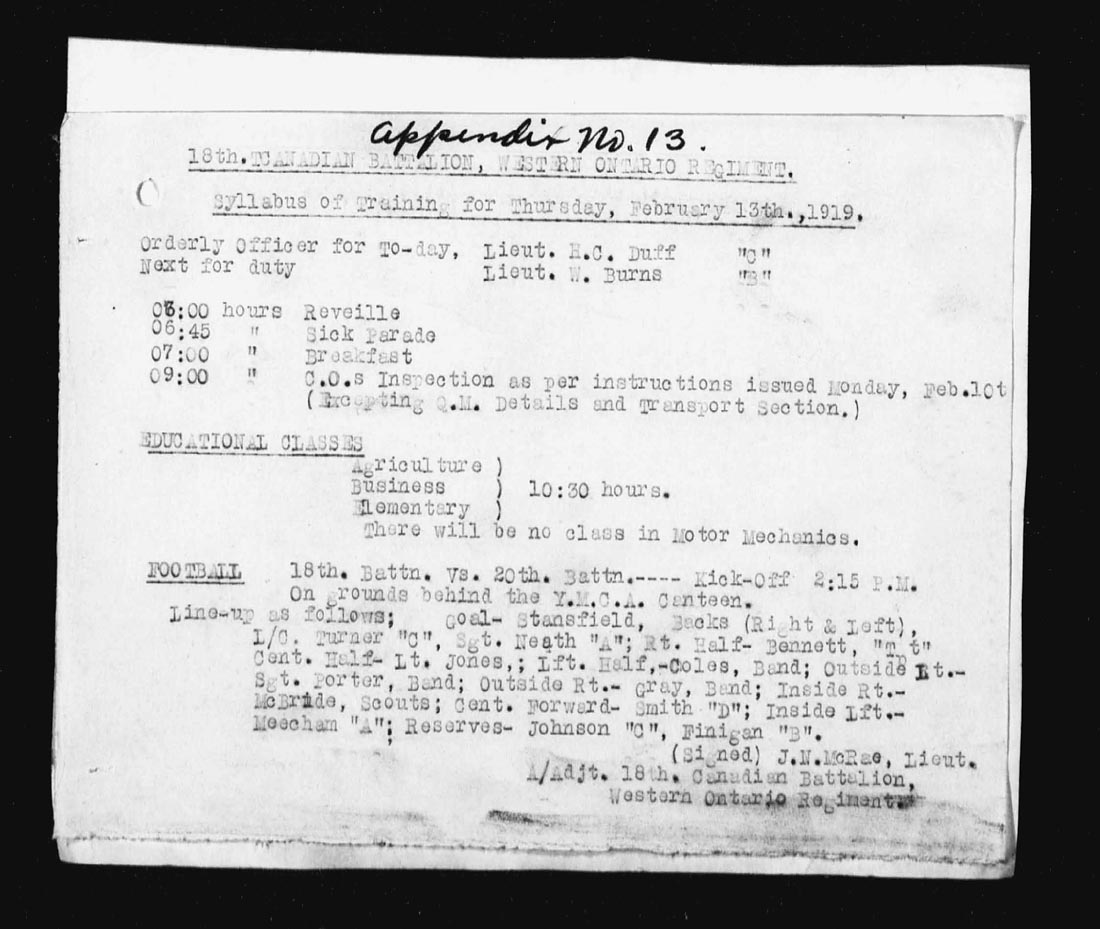 Appendix No. 13.
18th. TCANADIAN BATTALION, WESTERN ONTARIO REGIMENT.
Syllabus of Training for Thursday, February 13th.,1919.
Orderly Officer for To-day, Lieut. H.C. Duff "C"
Next for duty Lieut. W. Burns "B"
06:00 hours Reveille
06:45 " Sick Parade
07:00 " Breakfast
09:00 " C.O.s Inspection as per instructions issued Monday, Feb.10t
(Excepting Q.M. Details and Transport Section.)
EDUCATIONAL CLASSES
Agriculture )
Business ) 10:30 hours.
Elementary )
There will be no class in Motor Mechanics.
FOOTBALL 18th. Battn. vs. 20th. Battn.---- Kick-Off 2:15 P.M.
On grounds behind the Y.M.C.A. Canteen.
Line-up as follows; Goal- Stansfield, Backs (Right & Left),
L/C. Turner "C", Sgt. Neath "A"; Rt. Half- Bennett,
Cent. Half- Lt. Jones,; Lft. Half,-Coles, Band; Outside Rt.-
Sgt. Porter, Band; Outside Rt.- Gray, Band; Inside Rt.-
McBride, Scouts; Cent. Forward- Smith "D"; Inside Lft.-
Meecham "A"; Reserves- Johnson "C", Finigan "B".
(Signed) J.N.McRae, Lieut.
A/Adjt. 18th. Canadian Battalion,
Western Ontario Regiment.